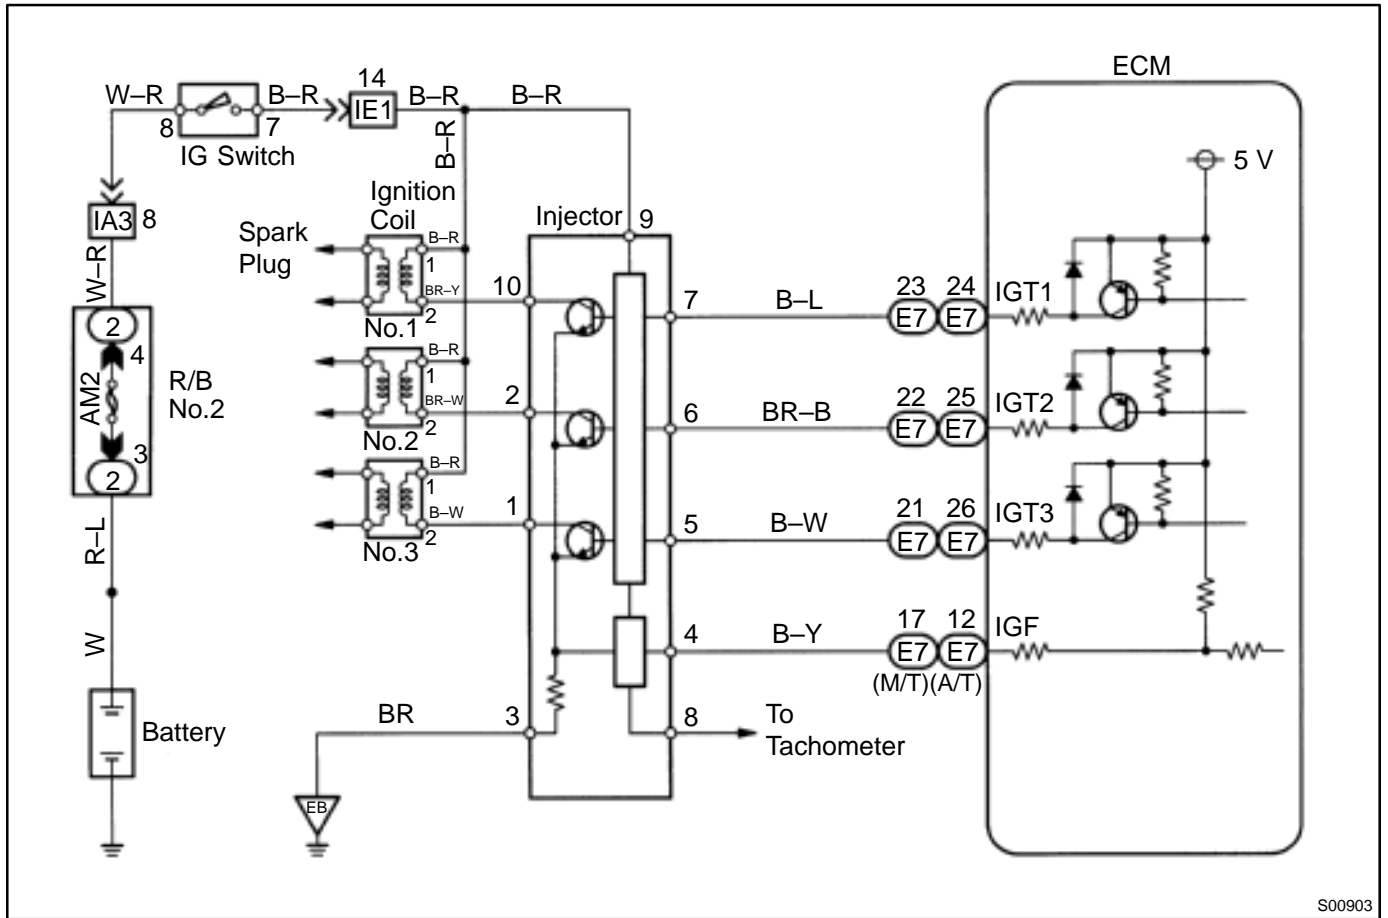 ECM
14
W–R
B–R
IE1
B–R
B–R
8
7
IG Switch
B–R
5 V
IA3
8
Ignition
Coil
Injector
9
Spark
Plug
W–R
B–R
1
BR–Y
2
No.1
10
7
B–L
23
24
E7
E7
IGT1
2
4
AM2
3
2
R/B
No.2
B–R
1
BR–W
2
No.2
2
6
BR–B
22
25
E7
E7
IGT2
B–R
1
B–W
2
No.3
1
5
B–W
21
26
E7
E7
IGT3
R–L
W
4
B–Y
17
12
E7
E7
IGF
(M/T)
(A/T)
Battery
BR
3
8
To
Tachometer
EB
S00903